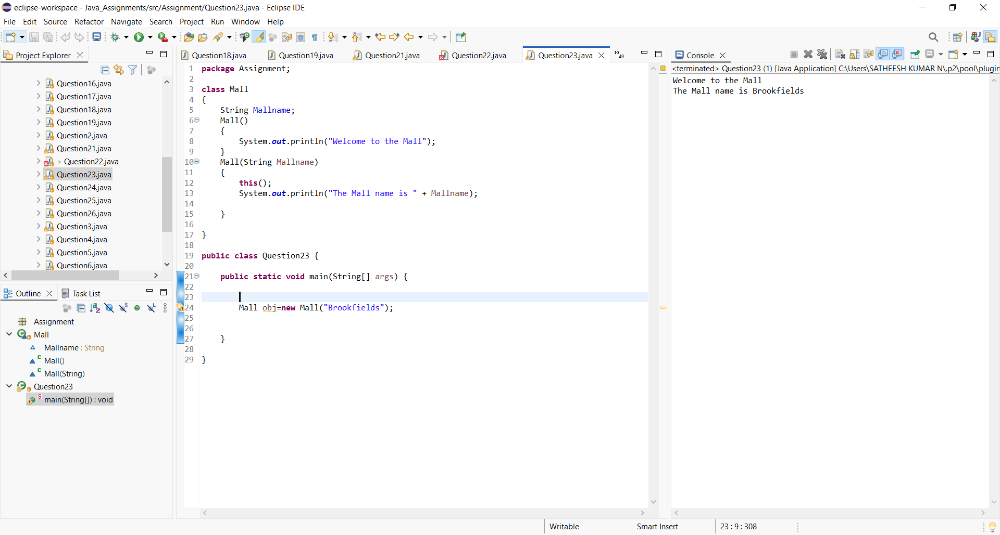 eclipse-workspace - Java_Assignments/src/Assignment/Question23.java - Eclipse IDE
File Edit Source Refactor Navigate Search Project Run Window Help
Project Explorer
Question16.java
Question17.java
Question18.java
Question19.java
Question2.java
Question21.java
> Question22.java
Question23.java
Question24.java
Question25.java
Question26.java
Question3.java
Question4.java
Question5.java
Question6.java
Outline Task List
Assignment
Mall
Mallname : String
Mall()
Mall(String)
Question23
main(String[]) : void
Question18.java Question19.java Question21.java Question22.java Question23.java »49
1 package Assignment;
2
3 class Mall
4 {
5 String Mallname;
6 Mall()
7 {
8 System.out.println("Welcome to the Mall");
9 }
10 Mall(String Mallname)
11 {
12 this();
13 System.out.println("The Mall name is " + Mallname);
14
15 }
16
17 }
18
19 public class Question23 {
20
21 public static void main(String[] args) {
22
23
24 Mall obj=new Mall("Brookfields");
25
26
27 }
28
29 }
Console
<terminated> Question23 (1) [Java Application] C:\Users\SATHEESH KUMAR N\.p2\pool\plugin
Welcome to the Mall
The Mall name is Brookfields
Writable Smart Insert 23 : 9 : 308